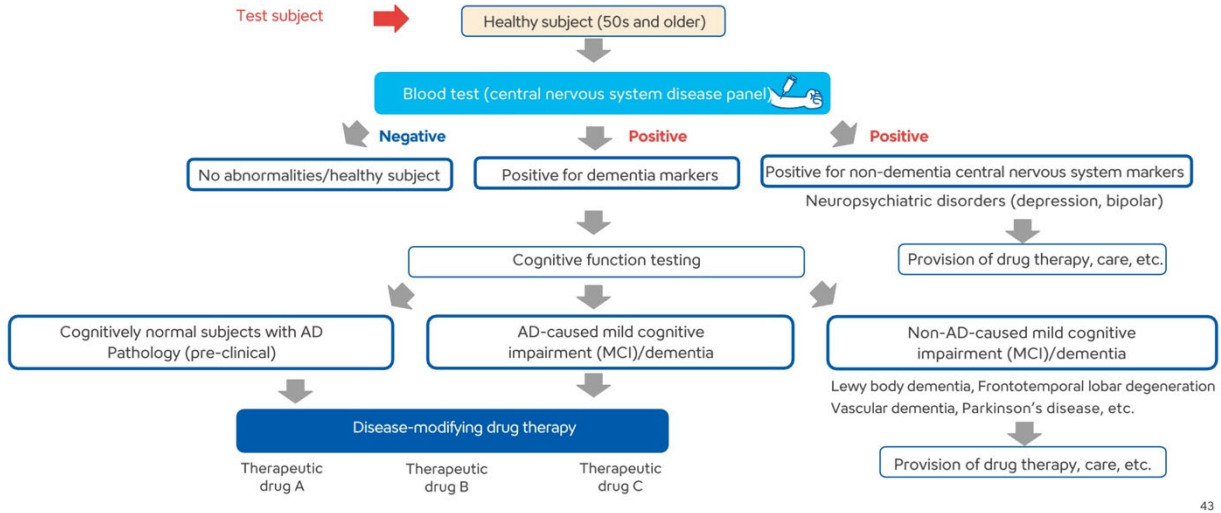 Test subject
Healthy subject (50s and older)
Blood test (central nervous system disease panel)
Negative
Positive
Positive
No abnormalities/healthy subject
Positive for dementia markers
Positive for non-dementia central nervous system markers
Neuropsychiatric disorders (depression, bipolar)
Cognitive function testing
Provision of drug therapy, care, etc.
Cognitively normal subjects with AD
Pathology (pre-clinical)
AD-caused mild cognitive
impairment (MCI)/dementia
Non-AD-caused mild cognitive
impairment (MCI)/dementia
Lewy body dementia, Frontotemporal lobar degeneration
Vascular dementia, Parkinson's disease, etc.
Disease-modifying drug therapy
Provision of drug therapy, care, etc.
Therapeutic
drug A
Therapeutic
drug B
Therapeutic
drug C
43